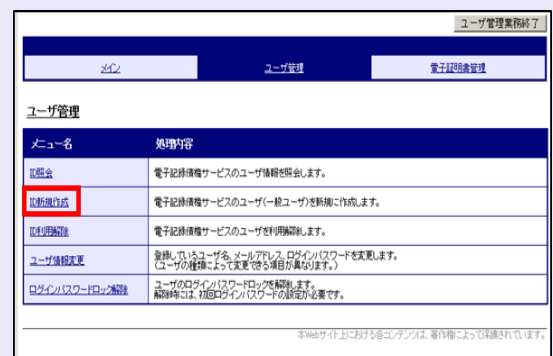 ユーザ管理業務終了
メイン ユーザ管理 電子証明書管理
ユーザ管理
メニュー名 処理内容
ID照会 電子記録債権サービスのユーザ情報を照会します。
ID新規作成 電子記録債権サービスのユーザ(一般ユーザ)を新規に作成します。
ID利用解除 電子記録債権サービスのユーザを利用解除します。
ユーザ情報変更 登録しているユーザ名、メールアドレス、ログインパスワードを変更します。
(ユーザの種類によって変更できる項目が異なります。)
ログインパスワードロック解除 ユーザのログインパスワードロックを解除します。
解除時には、初回ログインパスワードの設定が必要です。
本Webサイト上における各コンテンツは、著作権によって保護されています。